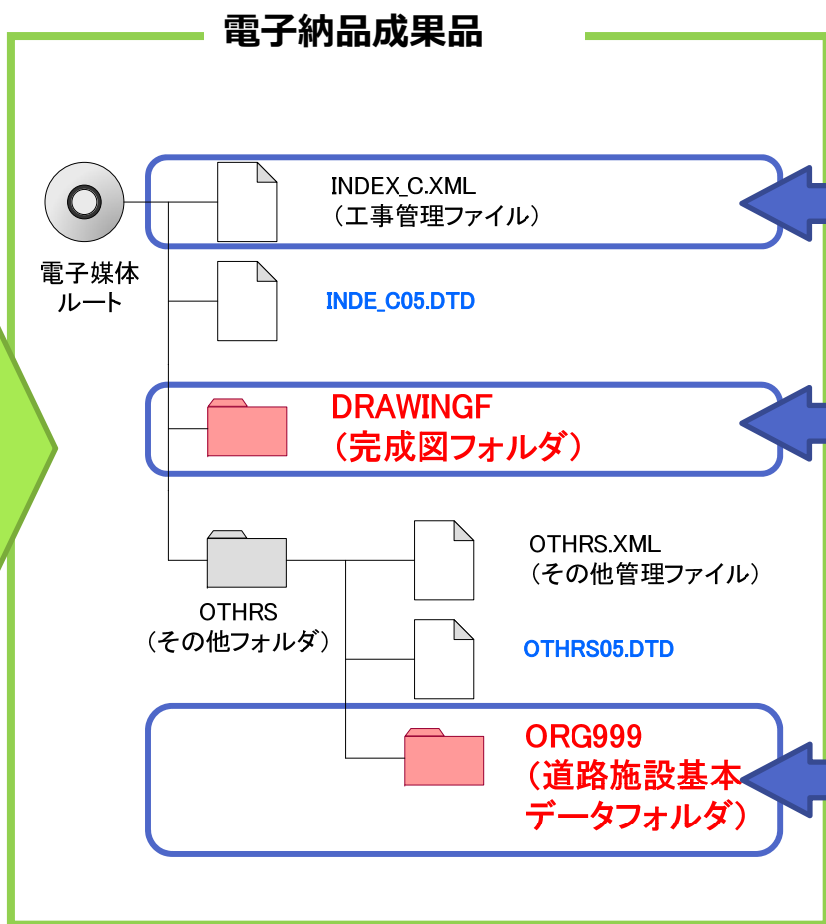 電子納品成果品
INDEX_C.XML
（工事管理ファイル）
電子媒体
ルート
INDE_C05.DTD
DRAWINGF
（完成図フォルダ）
OTHRS.XML
（その他管理ファイル）
OTHRS
（その他フォルダ）
OTHRS05.DTD
ORG999
（道路施設基本
データフォルダ）